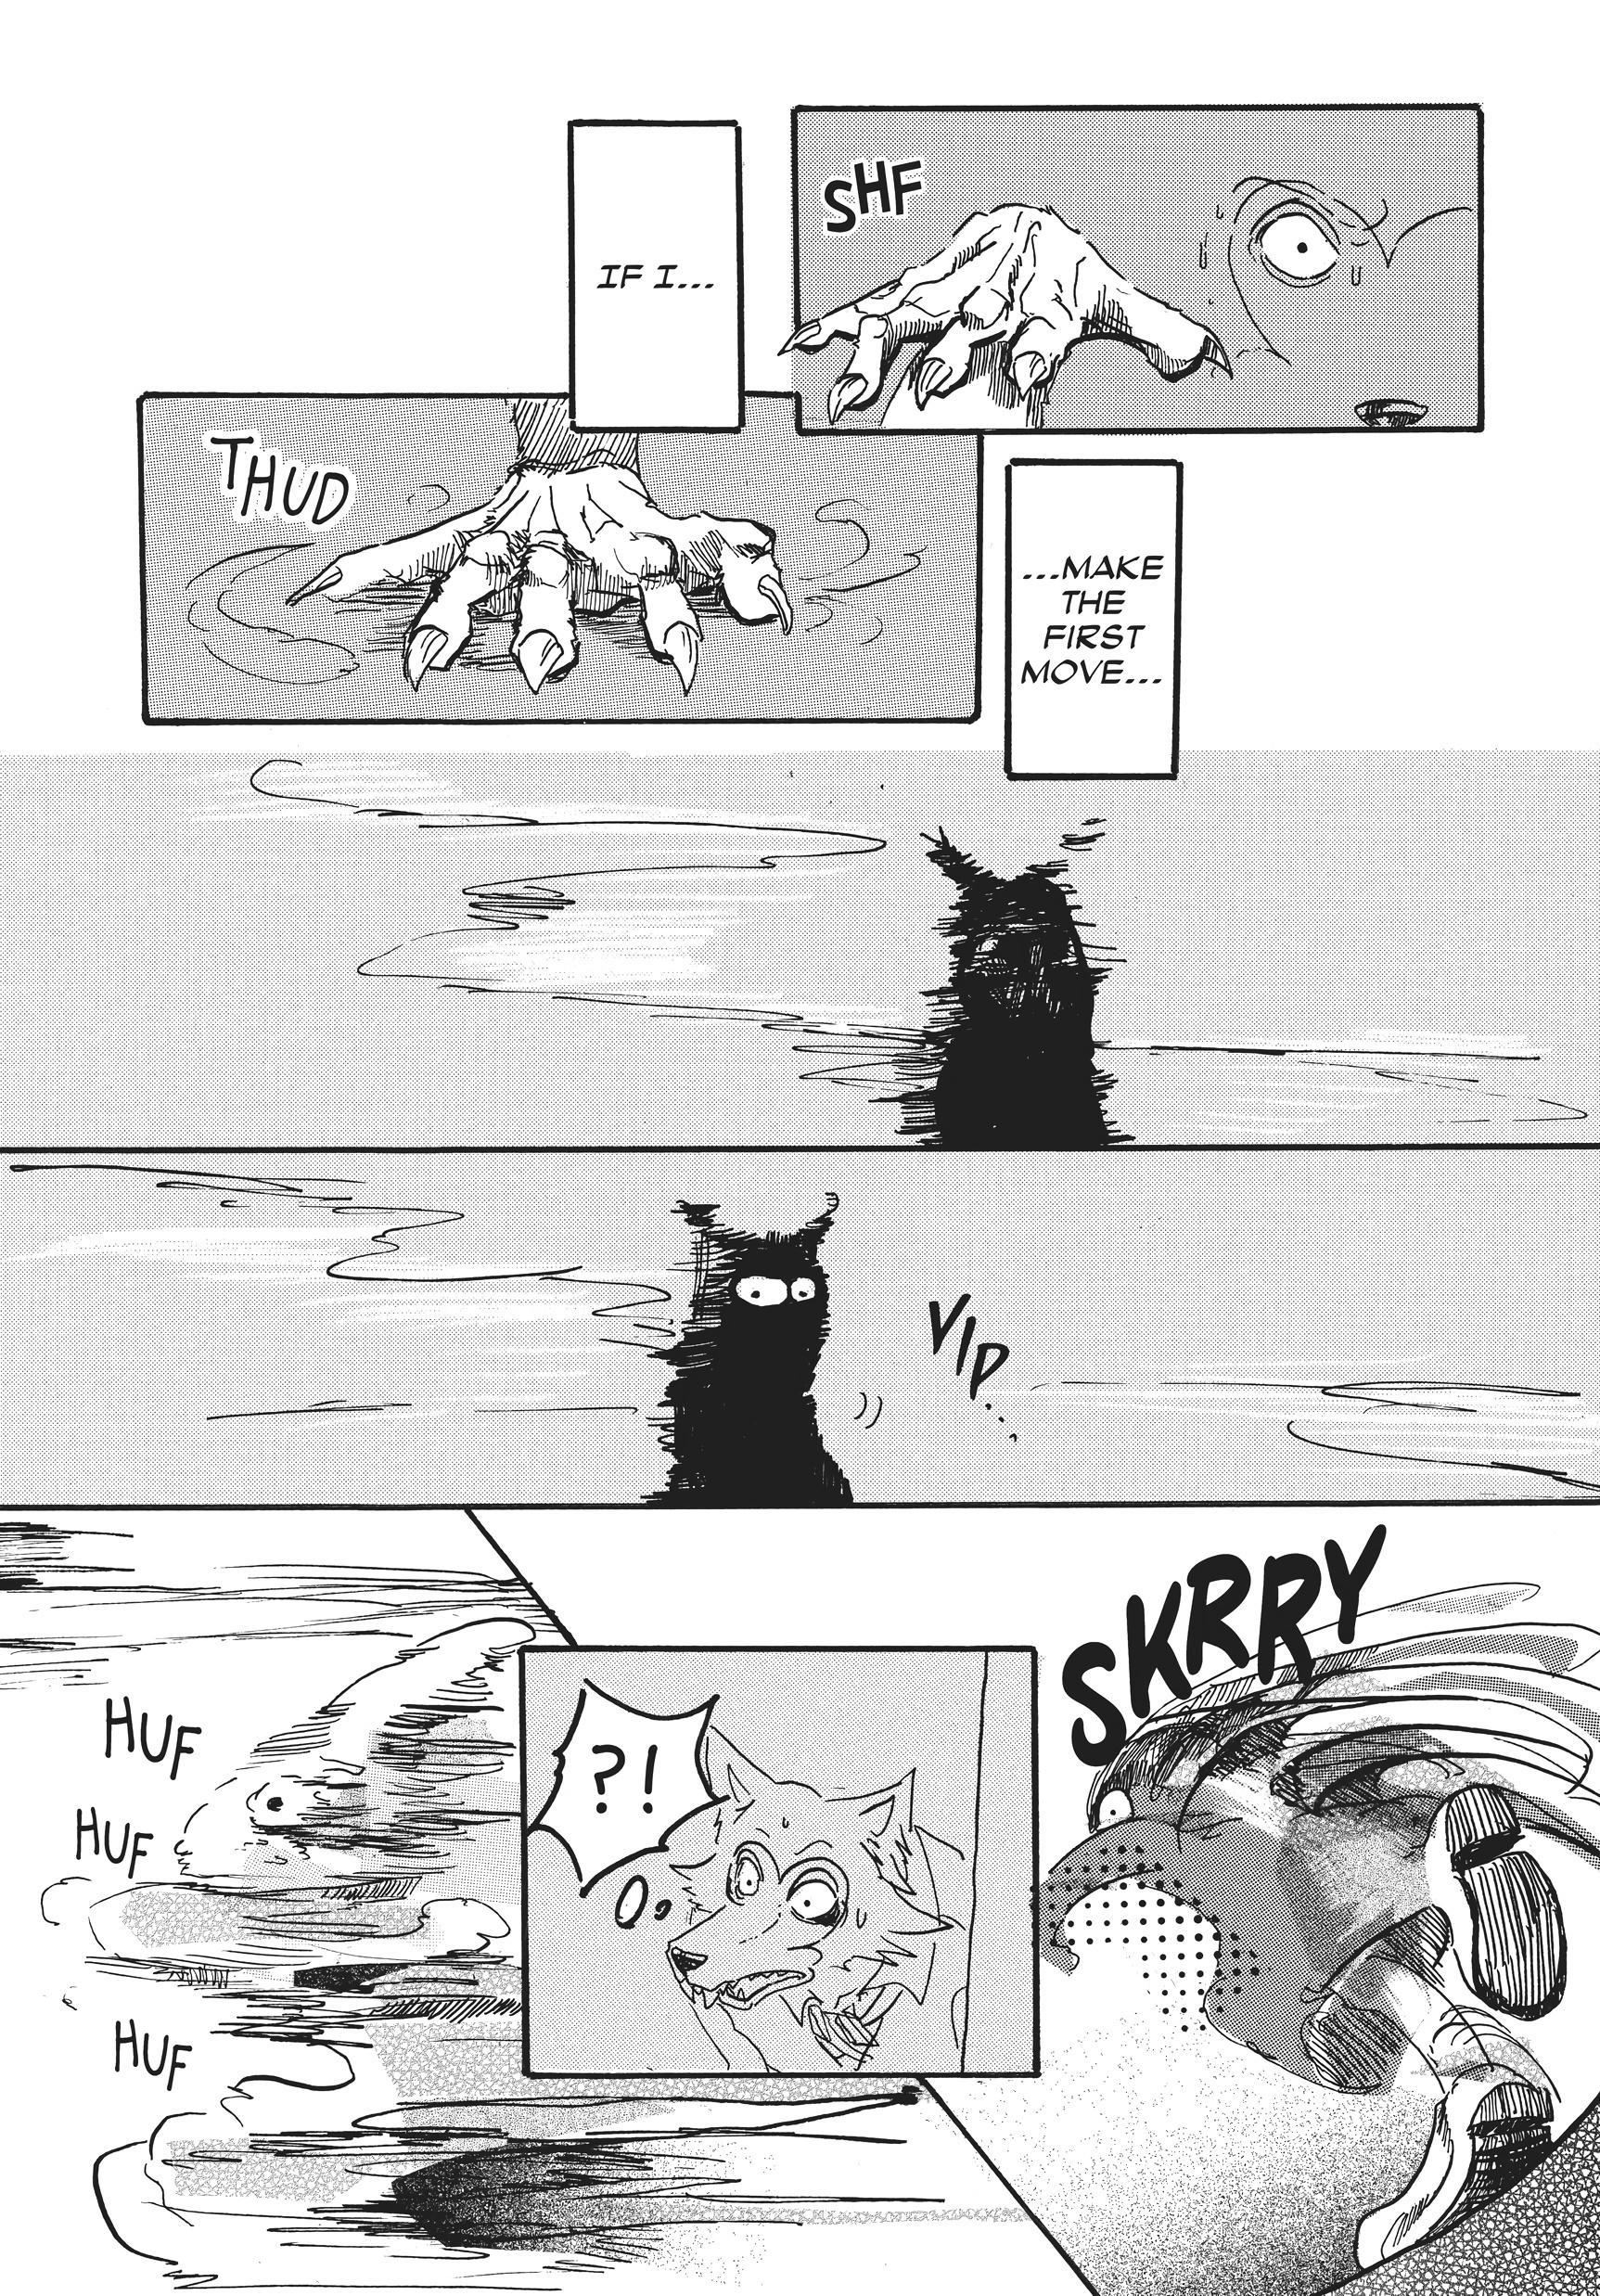 SHF
IF I...
THUD
...MAKE
THE
FIRST
MOVE...
VIP...
SKRRY
?!
HUF
HUF
HUF